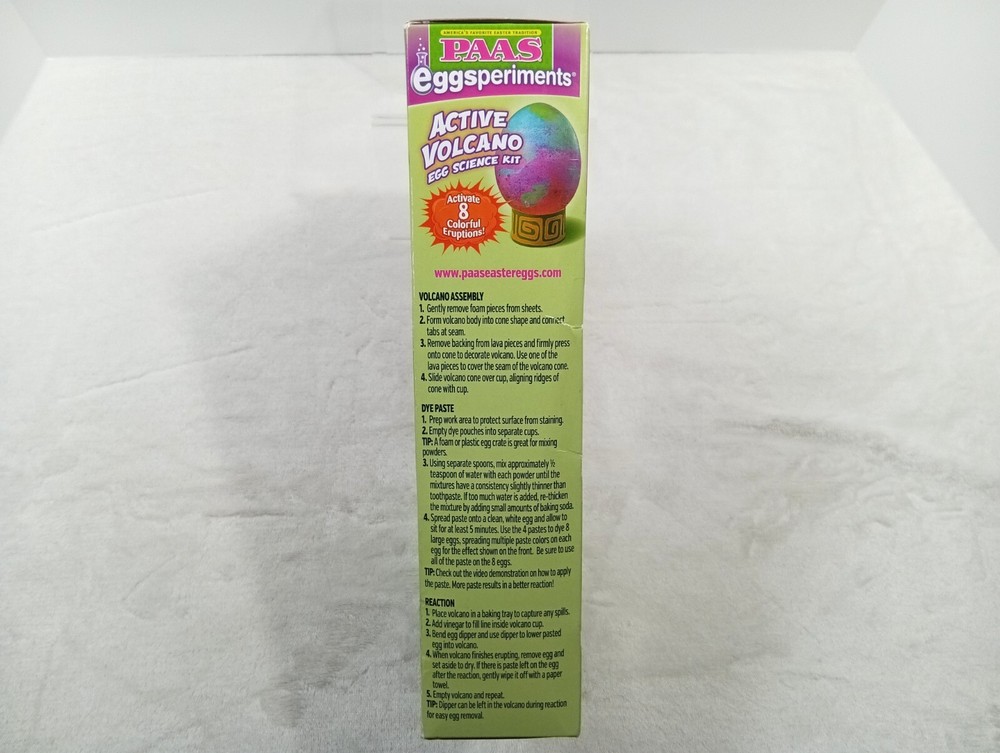 AMERICA'S FAVORITE EASTER TRADITION
PAAS
eggsperiments®
ACTIVE
VOLCANO
EGG SCIENCE KIT
Activate
8
Colorful
Eruptions!
www.paaseastereggs.com
VOLCANO ASSEMBLY
1. Gently remove foam pieces from sheets.
2. Form volcano body into cone shape and connect
tabs at seam.
3. Remove backing from lava pieces and firmly press
onto cone to decorate volcano. Use one of the
lava pieces to cover the seam of the volcano cone.
4. Slide volcano cone over cup, aligning ridges of
cone with cup.
DYE PASTE
1. Prep work area to protect surface from staining.
2. Empty dye pouches into separate cups.
TIP: A foam or plastic egg crate is great for mixing
powders.
3. Using separate spoons, mix approximately ½
teaspoon of water with each powder until the
mixtures have a consistency slightly thinner than
toothpaste. If too much water is added, re-thicken
the mixture by adding small amounts of baking soda.
4. Spread paste onto a clean, white egg and allow to
sit for at least 5 minutes. Use the 4 pastes to dye 8
large eggs, spreading multiple paste colors on each
egg for the effect shown on the front. Be sure to use
all of the paste on the 8 eggs.
TIP: Check out the video demonstration on how to apply
the paste. More paste results in a better reaction!
REACTION
1. Place volcano in a baking tray to capture any spills.
2. Add vinegar to fill line inside volcano cup.
3. Bend egg dipper and use dipper to lower pasted
egg into volcano.
4. When volcano finishes erupting, remove egg and
set aside to dry. If there is paste left on the egg
after the reaction, gently wipe it off with a paper
towel.
5. Empty volcano and repeat.
TIP: Dipper can be left in the volcano during reaction
for easy egg removal.